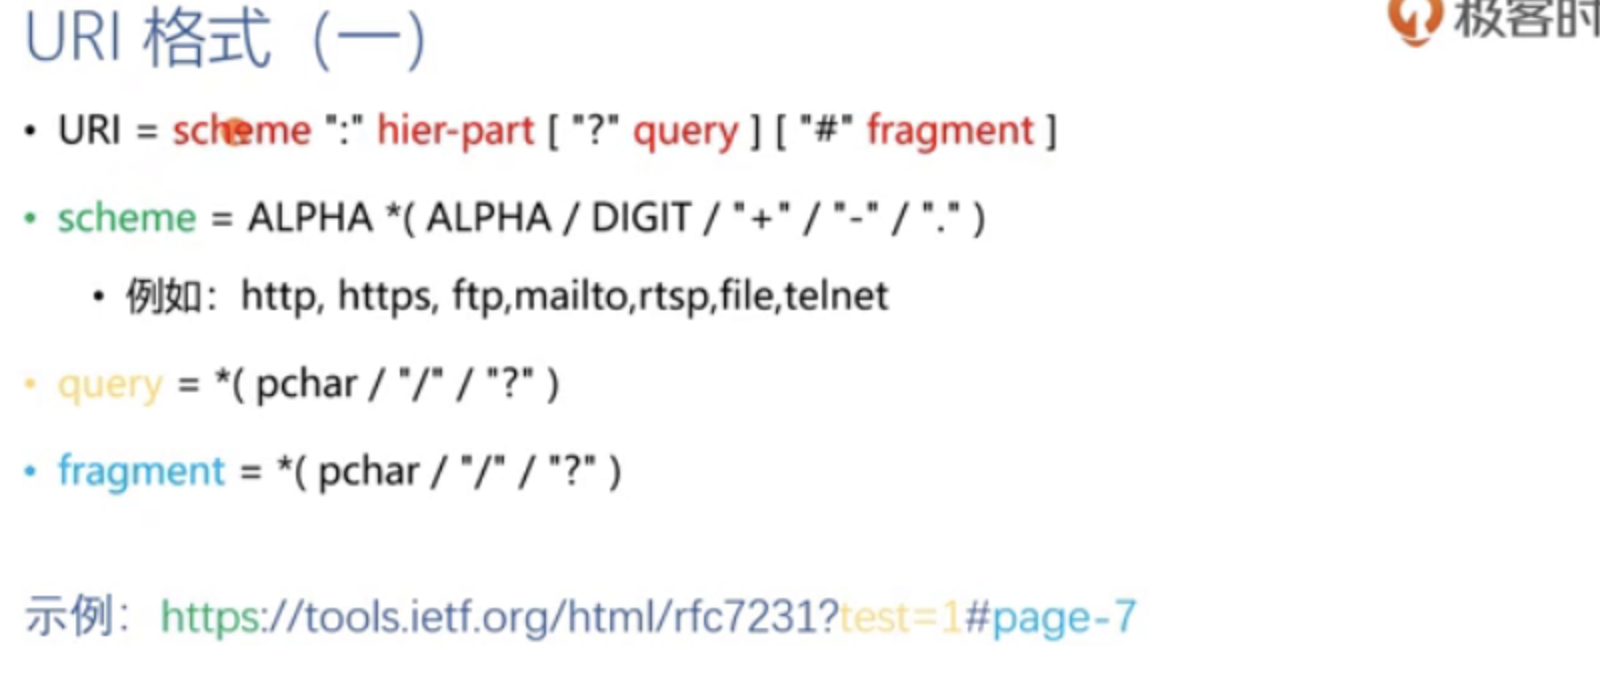 URI 格式（一）
极客时
• URI = scheme ":" hier-part [ "?" query ] [ "#" fragment ]
• scheme = ALPHA *( ALPHA / DIGIT / "+" / "-" / "." )
• 例如：http, https, ftp,mailto,rtsp,file,telnet
• query = *( pchar / "/" / "?" )
• fragment = *( pchar / "/" / "?" )
示例：https://tools.ietf.org/html/rfc7231?test=1#page-7